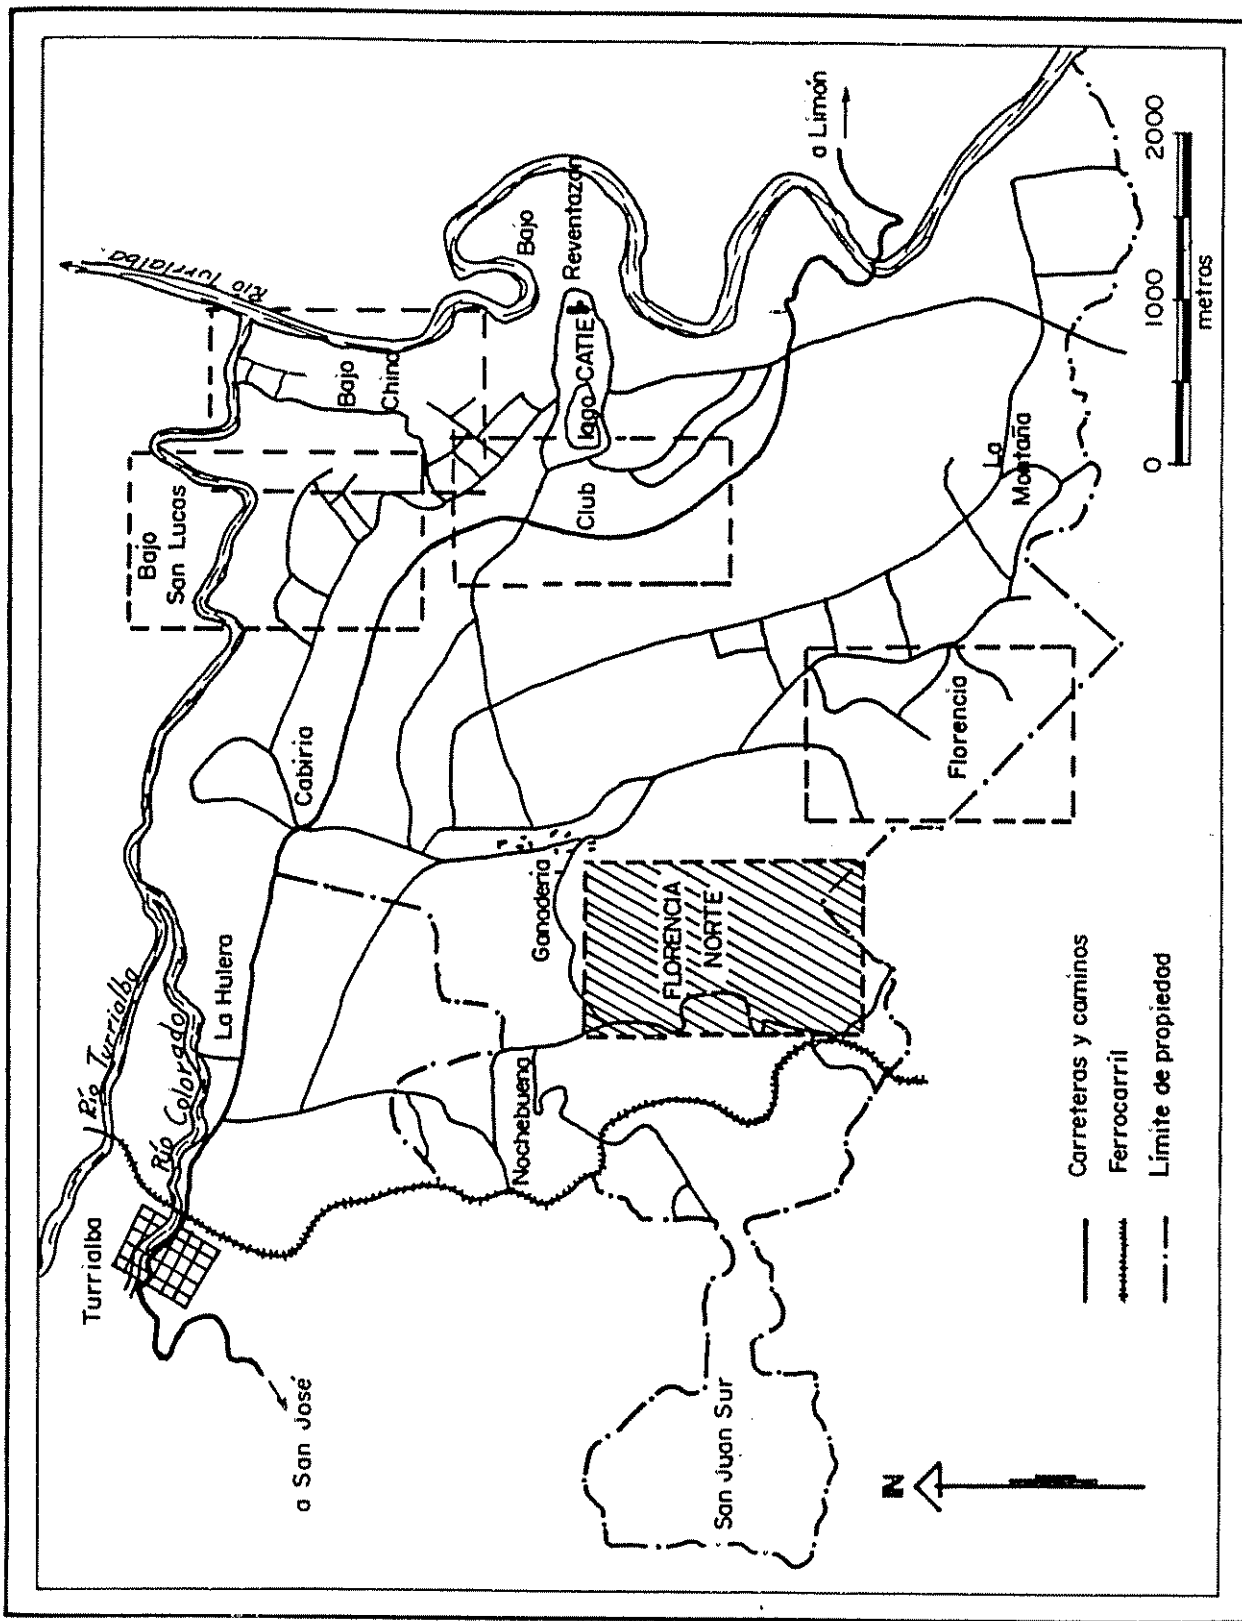 Turrialba
Río Turrialba
Río Turrialba
Río Colorado
Bajo
San Lucas
La Hulera
a San José
Cabiria
Bajo
Chino
Nochebuena
Ganadería
Bajo
Reventazón
Club
lago CATIE
FLORENCIA
NORTE
San Juan Sur
a Limón
N
Florencia
La
Montaña
Carreteras y caminos
Ferrocarril
Límite de propiedad
0 1000 2000
metros